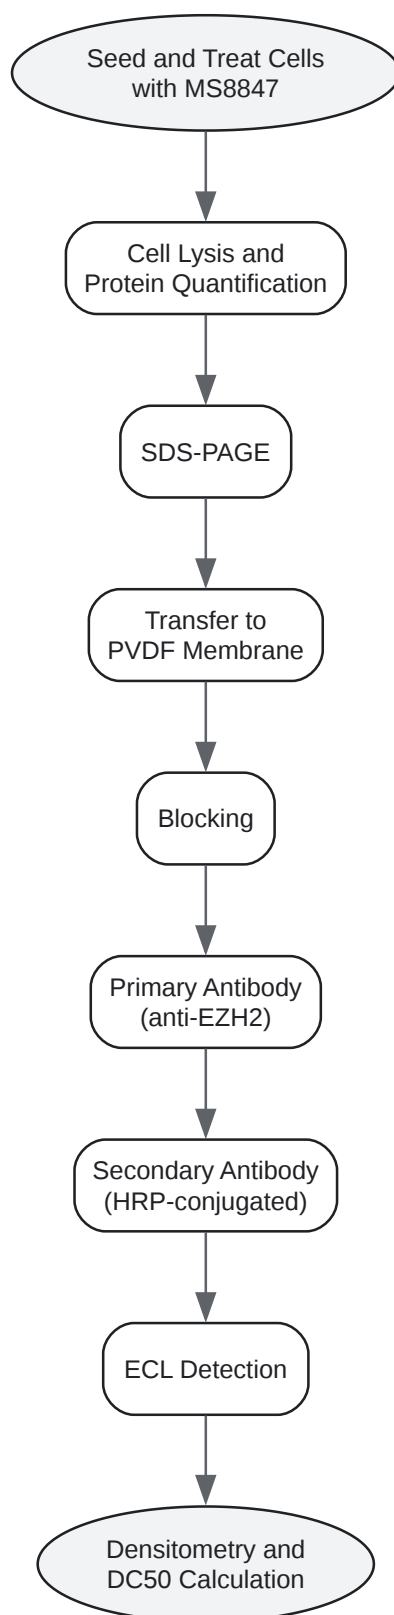 Seed and Treat Cells
with MS8847
Cell Lysis and
Protein Quantification
SDS-PAGE
Transfer to
PVDF Membrane
Blocking
Primary Antibody
(anti-EZH2)
Secondary Antibody
(HRP-conjugated)
ECL Detection
Densitometry and
DC50 Calculation